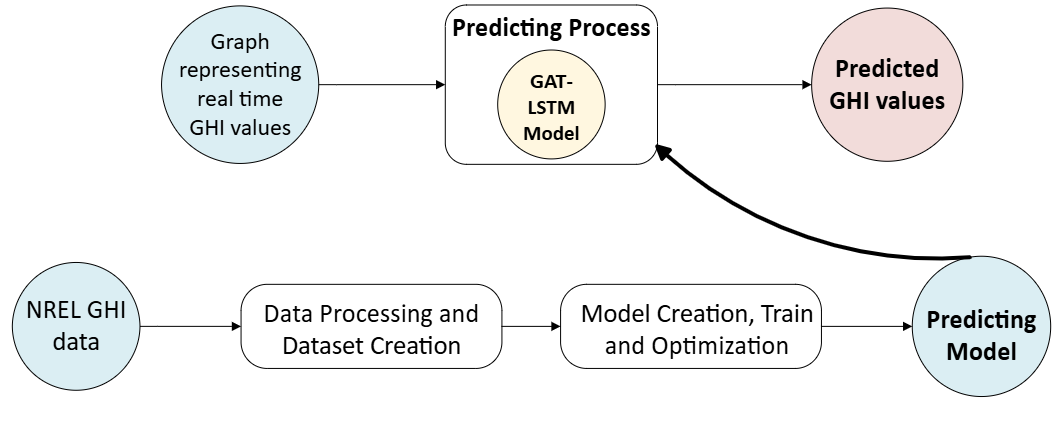 Graph
representing
real time
GHI values
Predicting Process
GAT-
LSTM
Model
Predicted
GHI values
NREL GHI
data
Data Processing and
Dataset Creation
Model Creation, Train
and Optimization
Predicting
Model